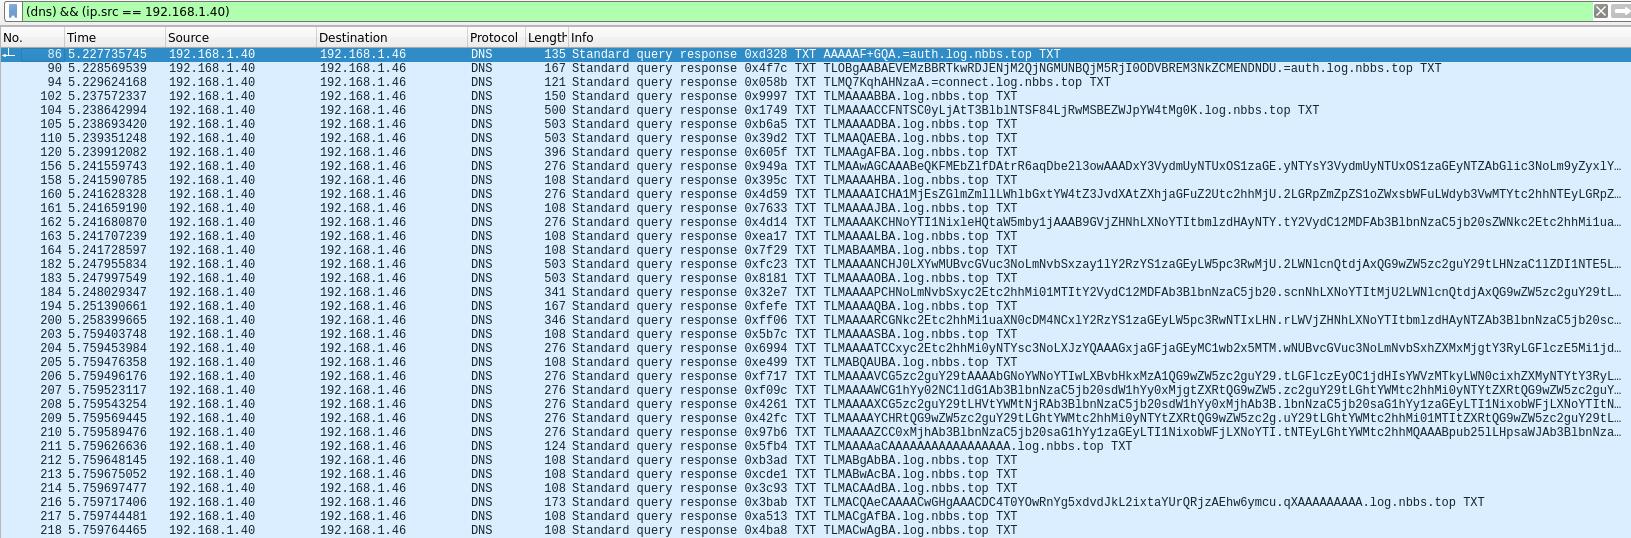 (dns) && (ip.src == 192.168.1.40)
No. Time Source Destination Protocol Length Info
86 5.227735745 192.168.1.40 192.168.1.46 DNS 135 Standard query response 0xd328 TXT AAAAAF+GQA.=auth.log.nbbs.top TXT
90 5.228569539 192.168.1.40 192.168.1.46 DNS 167 Standard query response 0x4f7c TXT TLOBgAABAEVEMzBBRTkwRDJENjM2QjNGMUNBQjM5RjI0ODVBREM3NkZCMENDNDU.=auth.log.nbbs.top TXT
94 5.229624168 192.168.1.40 192.168.1.46 DNS 121 Standard query response 0x058b TXT TLMQ7KqhAHNzaA.=connect.log.nbbs.top TXT
102 5.237572337 192.168.1.40 192.168.1.46 DNS 150 Standard query response 0x9997 TXT TLMAAAABBA.log.nbbs.top TXT
104 5.238642994 192.168.1.40 192.168.1.46 DNS 500 Standard query response 0x1749 TXT TLMAAAACCFNTSC0yLjAtT3BlblNTSF84LjRwMSBEZWJpYW4tMg0K.log.nbbs.top TXT
105 5.238693420 192.168.1.40 192.168.1.46 DNS 503 Standard query response 0xb6a5 TXT TLMAAAADBA.log.nbbs.top TXT
110 5.239351248 192.168.1.40 192.168.1.46 DNS 503 Standard query response 0x39d2 TXT TLMAAQAEBA.log.nbbs.top TXT
120 5.239912082 192.168.1.40 192.168.1.46 DNS 396 Standard query response 0x605f TXT TLMAAgAFBA.log.nbbs.top TXT
156 5.241559743 192.168.1.40 192.168.1.46 DNS 276 Standard query response 0x949a TXT TLMAAwAGCAAABeQKFMEbZlfDAtrR6aqDbe2l3owAAADxY3VydmUyNTUxOS1zaGE.yNTYsY3VydmUyNTUxOS1zaGEyNTZAbGlic3NoLm9yZyxlY…
158 5.241590785 192.168.1.40 192.168.1.46 DNS 108 Standard query response 0x395c TXT TLMAAAAHBA.log.nbbs.top TXT
160 5.241628328 192.168.1.40 192.168.1.46 DNS 276 Standard query response 0x4d59 TXT TLMAAAAICHA1MjEsZGlmZmllLWhlbGxtYW4tZ3JvdXAtZXhjaGFuZ2Utc2hhMjU.2LGRpZmZpZS1oZWxsbWFuLWdyb3VwMTYtc2hhNTEyLGRpZ…
161 5.241659190 192.168.1.40 192.168.1.46 DNS 108 Standard query response 0x7633 TXT TLMAAAAJBA.log.nbbs.top TXT
162 5.241680870 192.168.1.40 192.168.1.46 DNS 276 Standard query response 0x4d14 TXT TLMAAAAKCHNoYTI1NixleHQtaW5mby1jAAAB9GVjZHNhLXNoYTItbmlzdHAyNTY.tY2VydC12MDFAb3BlbnNzaC5jb20sZWNkc2Etc2hhMi1ua…
163 5.241707239 192.168.1.40 192.168.1.46 DNS 108 Standard query response 0xea17 TXT TLMAAAALBA.log.nbbs.top TXT
164 5.241728597 192.168.1.40 192.168.1.46 DNS 108 Standard query response 0x7f29 TXT TLMABAAMBA.log.nbbs.top TXT
182 5.247955834 192.168.1.40 192.168.1.46 DNS 503 Standard query response 0xfc23 TXT TLMAAAANCHJ0LXYwMUBvcGVuc3NoLmNvbSxzay1lY2RzYS1zaGEyLW5pc3RwMjU.2LWNlcnQtdjAxQG9wZW5zc2guY29tLHNzaC1lZDI1NTE5L…
183 5.247997549 192.168.1.40 192.168.1.46 DNS 503 Standard query response 0x8181 TXT TLMAAAAOBA.log.nbbs.top TXT
184 5.248029347 192.168.1.40 192.168.1.46 DNS 341 Standard query response 0x32e7 TXT TLMAAAAPCHNoLmNvbSxyc2Etc2hhMi01MTItY2VydC12MDFAb3BlbnNzaC5jb20.scnNhLXNoYTItMjU2LWNlcnQtdjAxQG9wZW5zc2guY29tL…
194 5.251390661 192.168.1.40 192.168.1.46 DNS 167 Standard query response 0xfefe TXT TLMAAAAQBA.log.nbbs.top TXT
200 5.258399665 192.168.1.40 192.168.1.46 DNS 346 Standard query response 0xff06 TXT TLMAAAARCGNkc2Etc2hhMi1uaXN0cDM4NCxlY2RzYS1zaGEyLW5pc3RwNTIxLHN.rLWVjZHNhLXNoYTItbmlzdHAyNTZAb3BlbnNzaC5jb20sc…
203 5.759403748 192.168.1.40 192.168.1.46 DNS 108 Standard query response 0x5b7c TXT TLMAAAASBA.log.nbbs.top TXT
204 5.759453984 192.168.1.40 192.168.1.46 DNS 276 Standard query response 0x6994 TXT TLMAAAATCCxyc2Etc2hhMi0yNTYsc3NoLXJzYQAAAGxjaGFjaGEyMC1wb2x5MTM.wNUBvcGVuc3NoLmNvbSxhZXMxMjgtY3RyLGFlczE5Mi1jd…
205 5.759476358 192.168.1.40 192.168.1.46 DNS 108 Standard query response 0xe499 TXT TLMABQAUBA.log.nbbs.top TXT
206 5.759496176 192.168.1.40 192.168.1.46 DNS 276 Standard query response 0xf717 TXT TLMAAAAVCG5zc2guY29tAAAAbGNoYWNoYTIwLXBvbHkxMzA1QG9wZW5zc2guY29.tLGFlczEyOC1jdHIsYWVzMTkyLWN0cixhZXMyNTYtY3RyL…
207 5.759523117 192.168.1.40 192.168.1.46 DNS 276 Standard query response 0xf09c TXT TLMAAAAWCG1hYy02NC1ldG1Ab3BlbnNzaC5jb20sdW1hYy0xMjgtZXRtQG9wZW5.zc2guY29tLGhtYWMtc2hhMi0yNTYtZXRtQG9wZW5zc2guY…
208 5.759543254 192.168.1.40 192.168.1.46 DNS 276 Standard query response 0x4261 TXT TLMAAAAXCG5zc2guY29tLHVtYWMtNjRAb3BlbnNzaC5jb20sdW1hYy0xMjhAb3B.lbnNzaC5jb20saG1hYy1zaGEyLTI1NixobWFjLXNoYTItN…
209 5.759569445 192.168.1.40 192.168.1.46 DNS 276 Standard query response 0x42fc TXT TLMAAAAYCHRtQG9wZW5zc2guY29tLGhtYWMtc2hhMi0yNTYtZXRtQG9wZW5zc2g.uY29tLGhtYWMtc2hhMi01MTItZXRtQG9wZW5zc2guY29tL…
210 5.759589476 192.168.1.40 192.168.1.46 DNS 276 Standard query response 0x97b6 TXT TLMAAAAZCC0xMjhAb3BlbnNzaC5jb20saG1hYy1zaGEyLTI1NixobWFjLXNoYTI.tNTEyLGhtYWMtc2hhMQAAABpub25lLHpsaWJAb3BlbnNza…
211 5.759626636 192.168.1.40 192.168.1.46 DNS 124 Standard query response 0x5fb4 TXT TLMAAAAaCAAAAAAAAAAAAAAAAA.log.nbbs.top TXT
212 5.759648145 192.168.1.40 192.168.1.46 DNS 108 Standard query response 0xb3ad TXT TLMABgAbBA.log.nbbs.top TXT
213 5.759675052 192.168.1.40 192.168.1.46 DNS 108 Standard query response 0xcde1 TXT TLMABwAcBA.log.nbbs.top TXT
214 5.759697477 192.168.1.40 192.168.1.46 DNS 108 Standard query response 0x3c93 TXT TLMACAAdBA.log.nbbs.top TXT
216 5.759717406 192.168.1.40 192.168.1.46 DNS 173 Standard query response 0x3bab TXT TLMACQAeCAAAACwGHgAAACDC4T0YOwRnYg5xdvdJkL2ixtaYUrQRjzAEhw6ymcu.qXAAAAAAAAA.log.nbbs.top TXT
217 5.759744441 192.168.1.40 192.168.1.46 DNS 108 Standard query response 0xa513 TXT TLMACgAfBA.log.nbbs.top TXT
218 5.759764465 192.168.1.40 192.168.1.46 DNS 108 Standard query response 0x4ba8 TXT TLMACwAgBA.log.nbbs.top TXT